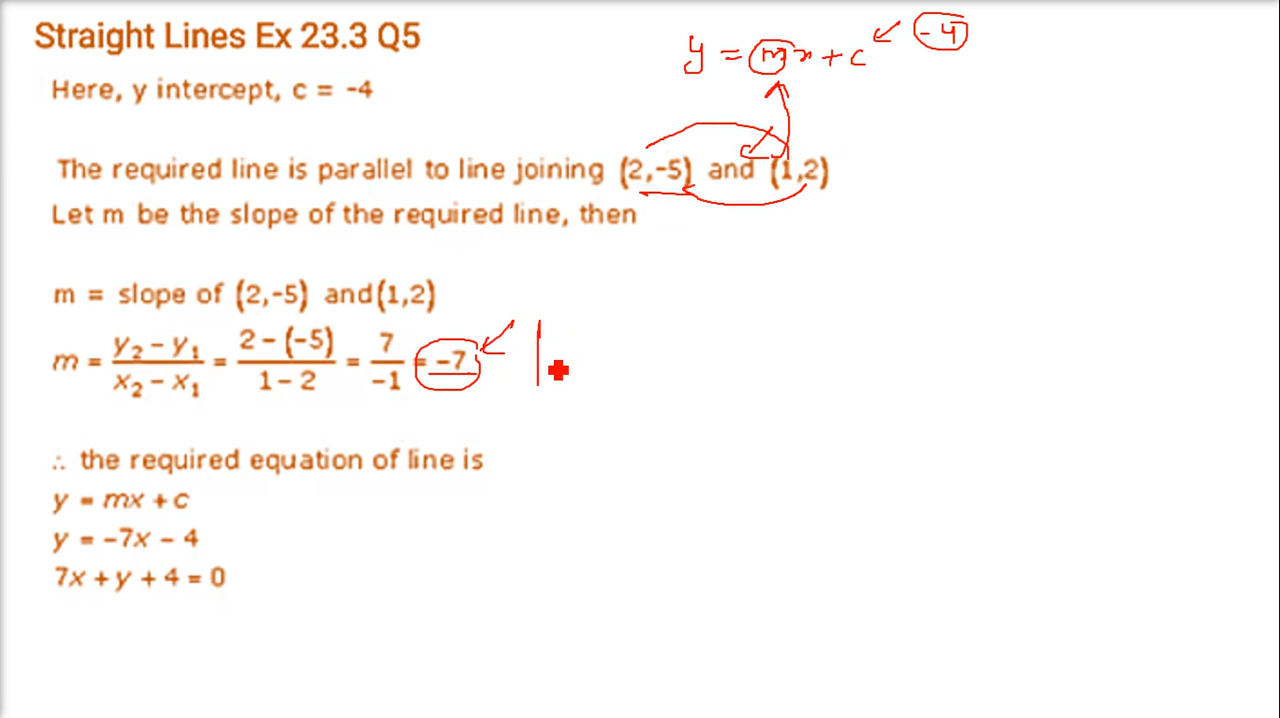 Straight Lines Ex 23.3 Q5
y = mx + c
-4
Here, y intercept, c = -4
The required line is parallel to line joining (2,-5) and (1,2)
Let m be the slope of the required line, then
m = slope of (2,-5) and(1,2)
m = y₂ - y₁ / x₂ - x₁ = 2 - (-5) / 1 - 2 = 7 / -1 = -7
∴ the required equation of line is
y = mx + c
y = -7x - 4
7x + y + 4 = 0